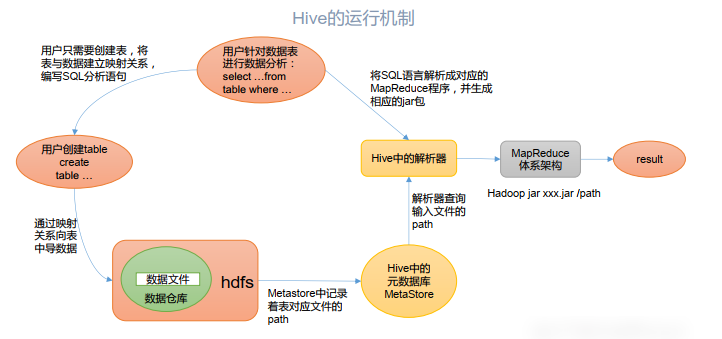 Hive的运行机制
用户只需要创建表，将
表与数据建立映射关系，
编写SQL分析语句
用户针对数据表
进行数据分析：
select …from
table where …
将SQL语言解析成对应的
MapReduce程序，并生成
相应的jar包
用户创建table
create
table …
Hive中的解析器
MapReduce
体系架构
result
Hadoop jar xxx.jar /path
解析器查询
输入文件的
path
通过映射
关系向表
中导数据
数据文件
数据仓库
hdfs
Metastore中记录
着表对应文件的
path
Hive中的
元数据库
MetaStore